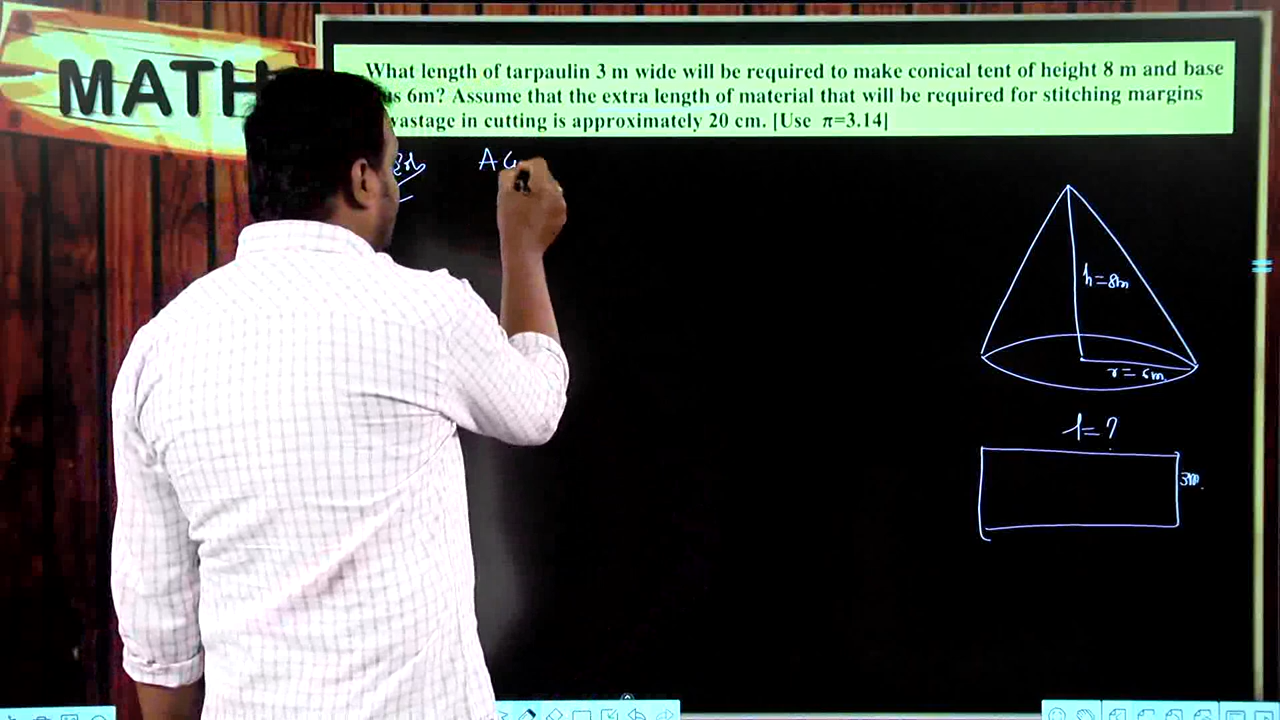 MATH
What length of tarpaulin 3 m wide will be required to make conical tent of height 8 m and base
s 6m? Assume that the extra length of material that will be required for stitching margins
wastage in cutting is approximately 20 cm. [Use π=3.14]
A C
h=8m
r= 6m
l=?
3m.